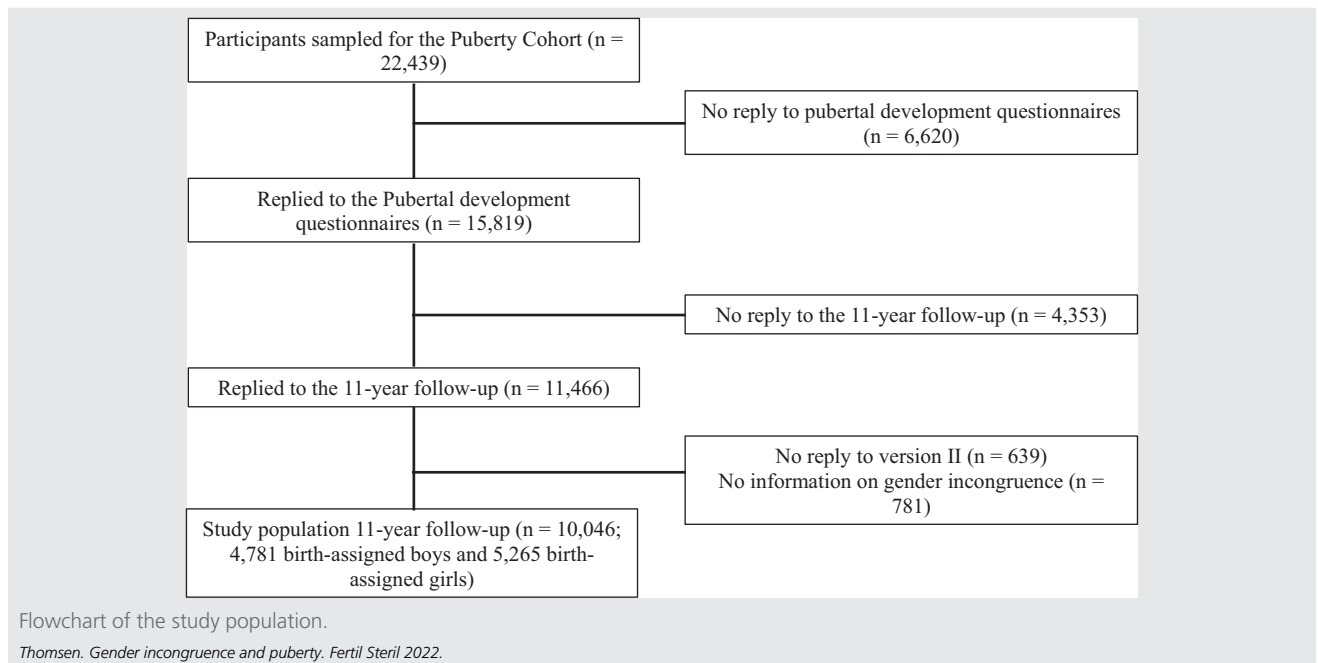 Participants sampled for the Puberty Cohort (n =
22,439)
No reply to pubertal development questionnaires
(n = 6,620)
Replied to the Pubertal development
questionnaires (n = 15,819)
No reply to the 11-year follow-up (n = 4,353)
Replied to the 11-year follow-up (n = 11,466)
No reply to version II (n = 639)
No information on gender incongruence (n =
781)
Study population 11-year follow-up (n = 10,046;
4,781 birth-assigned boys and 5,265 birth-
assigned girls)
Flowchart of the study population.
Thomsen. Gender incongruence and puberty. Fertil Steril 2022.